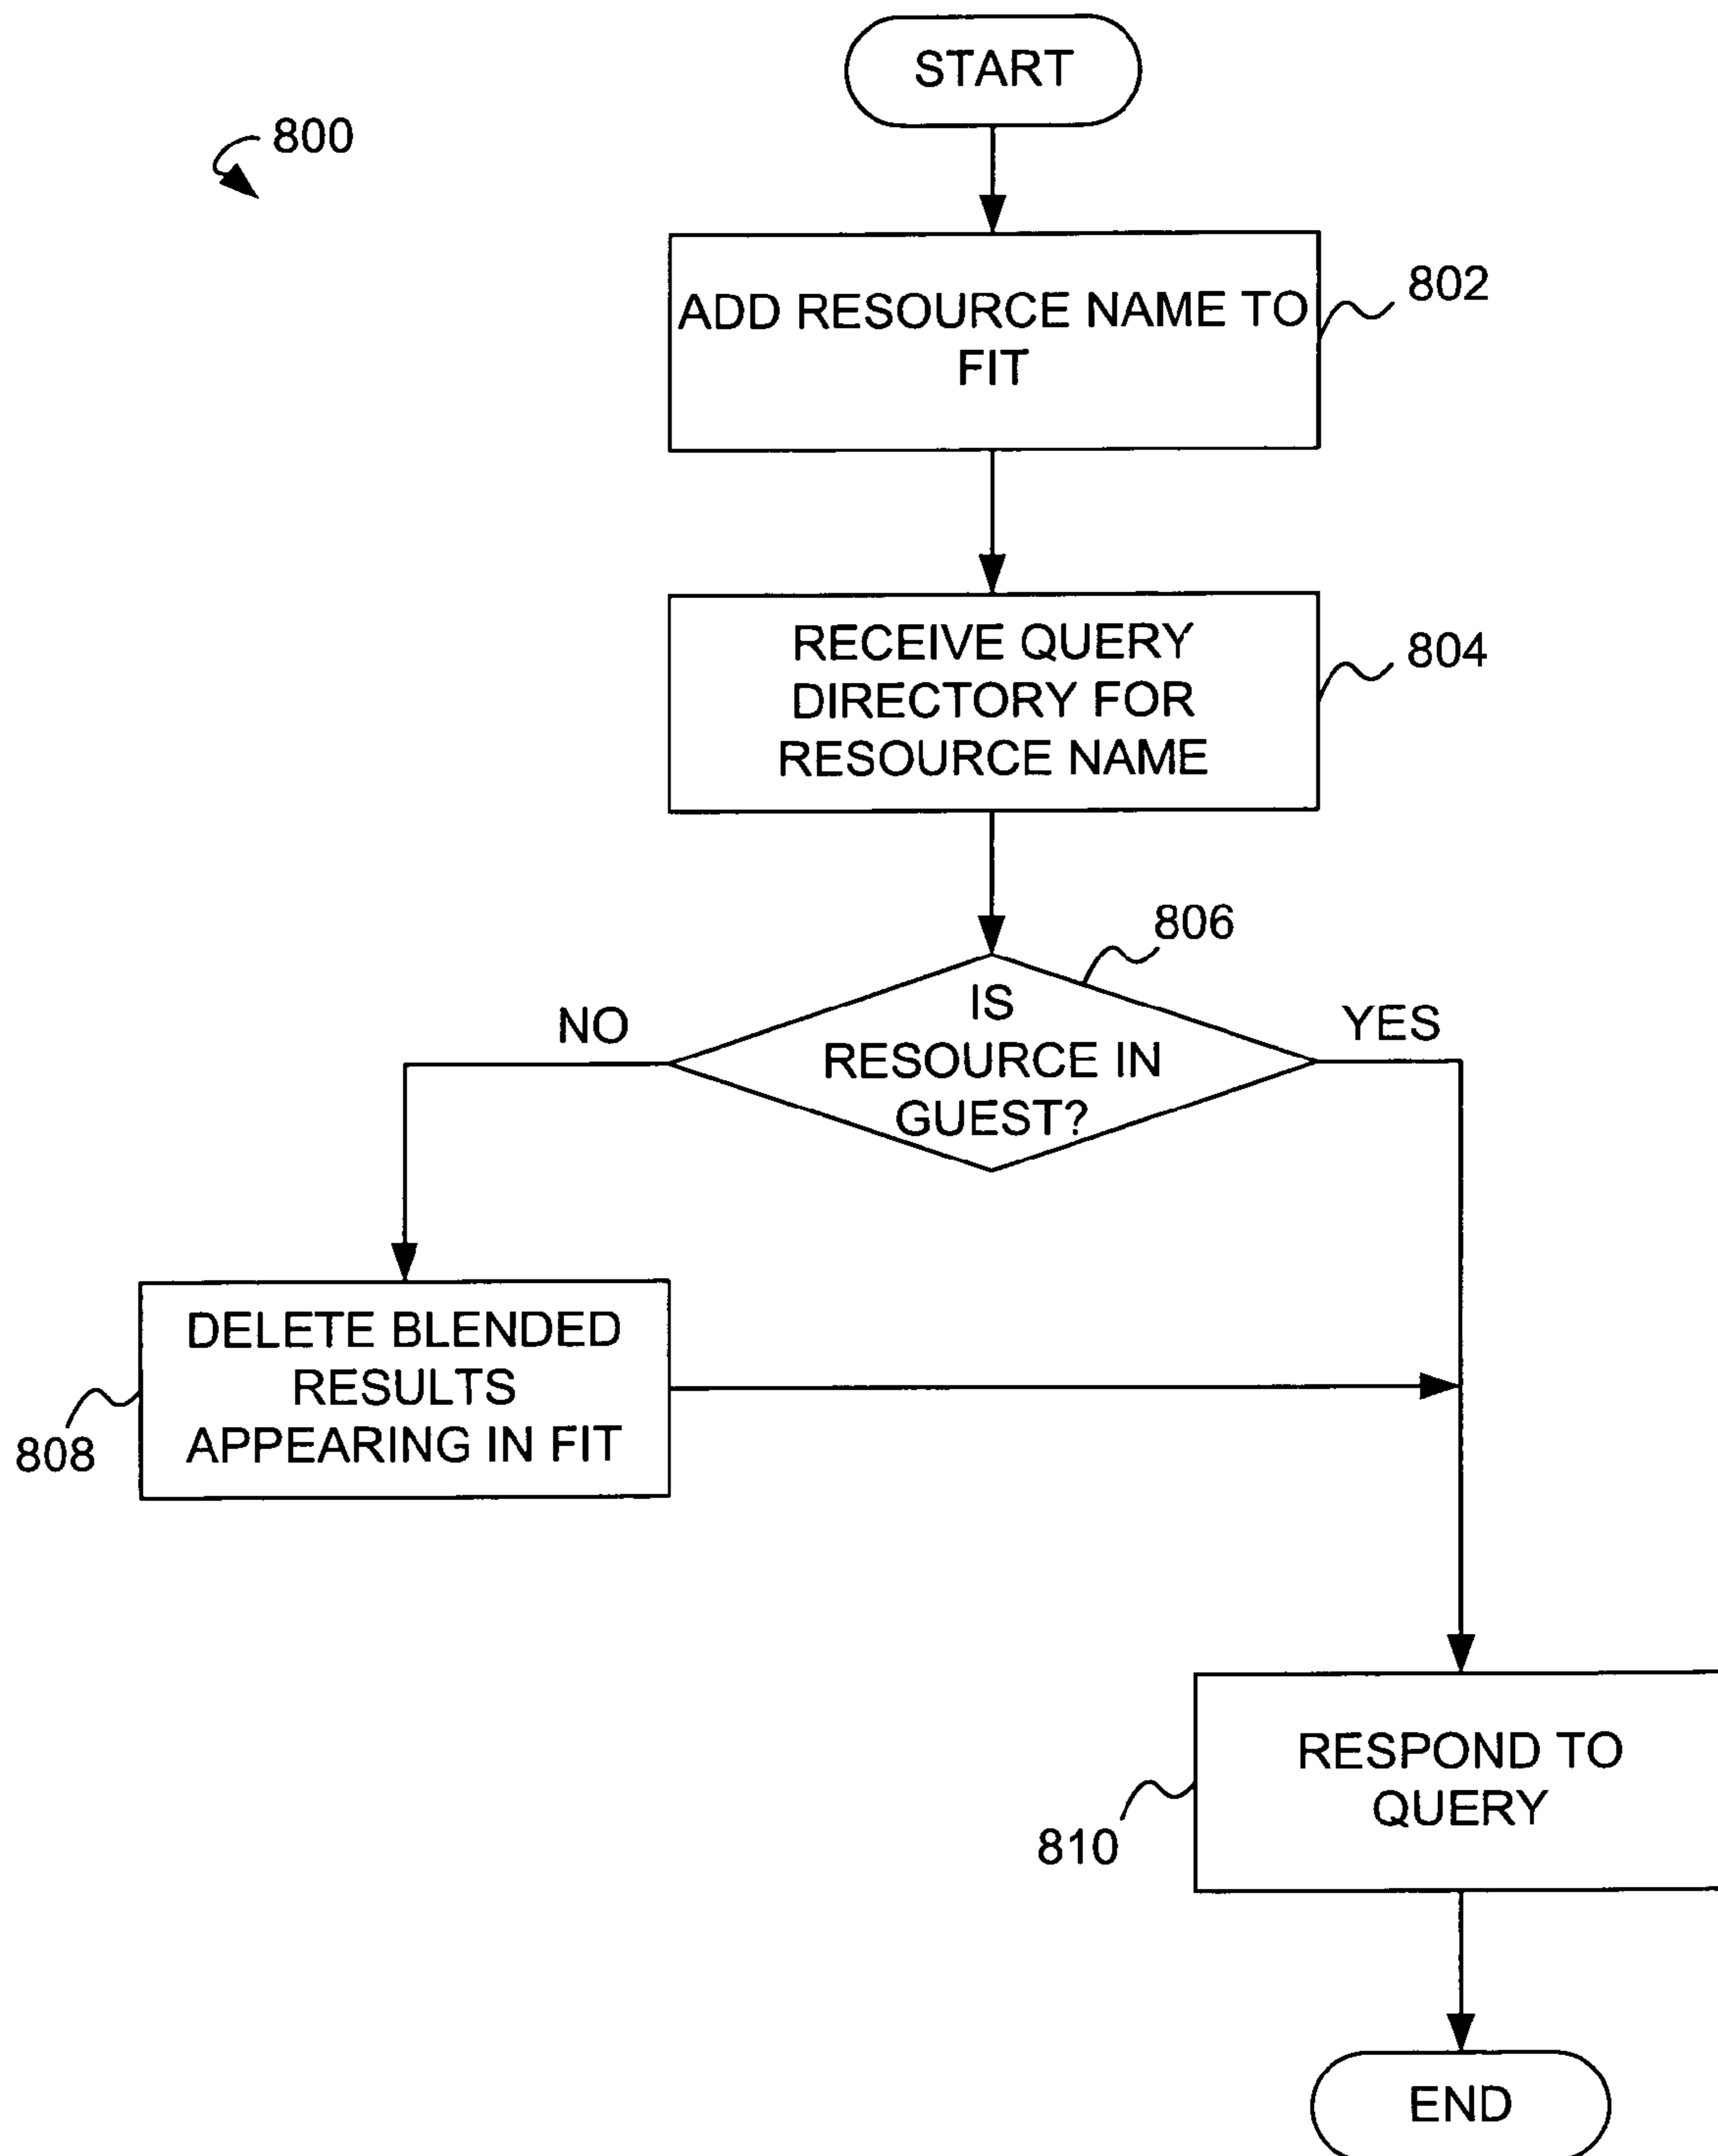 START
800
ADD RESOURCE NAME TO
FIT
802
RECEIVE QUERY
DIRECTORY FOR
RESOURCE NAME
804
806
NO
IS
RESOURCE IN
GUEST?
YES
DELETE BLENDED
RESULTS
APPEARING IN FIT
808
RESPOND TO
QUERY
810
END